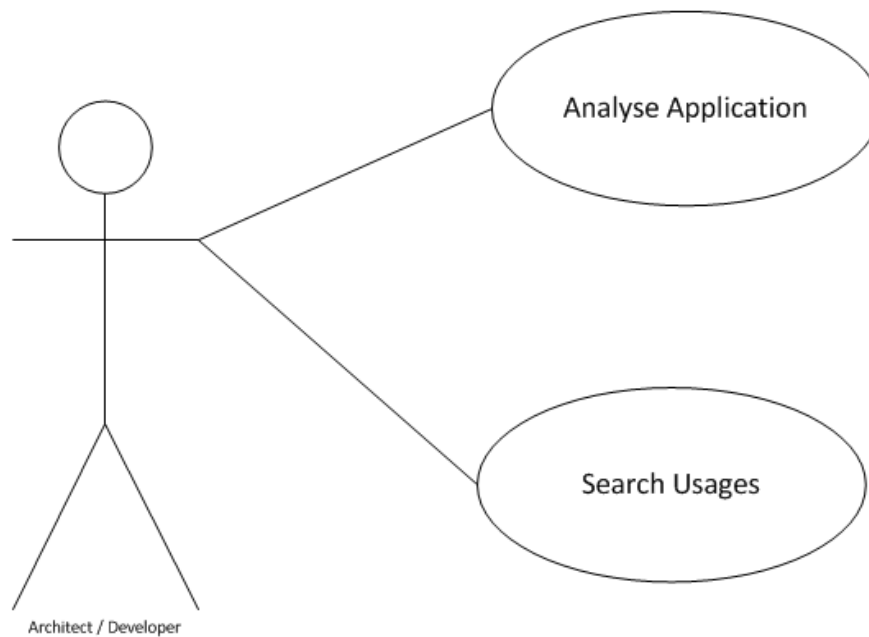 Analyse Application
Search Usages
Architect / Developer